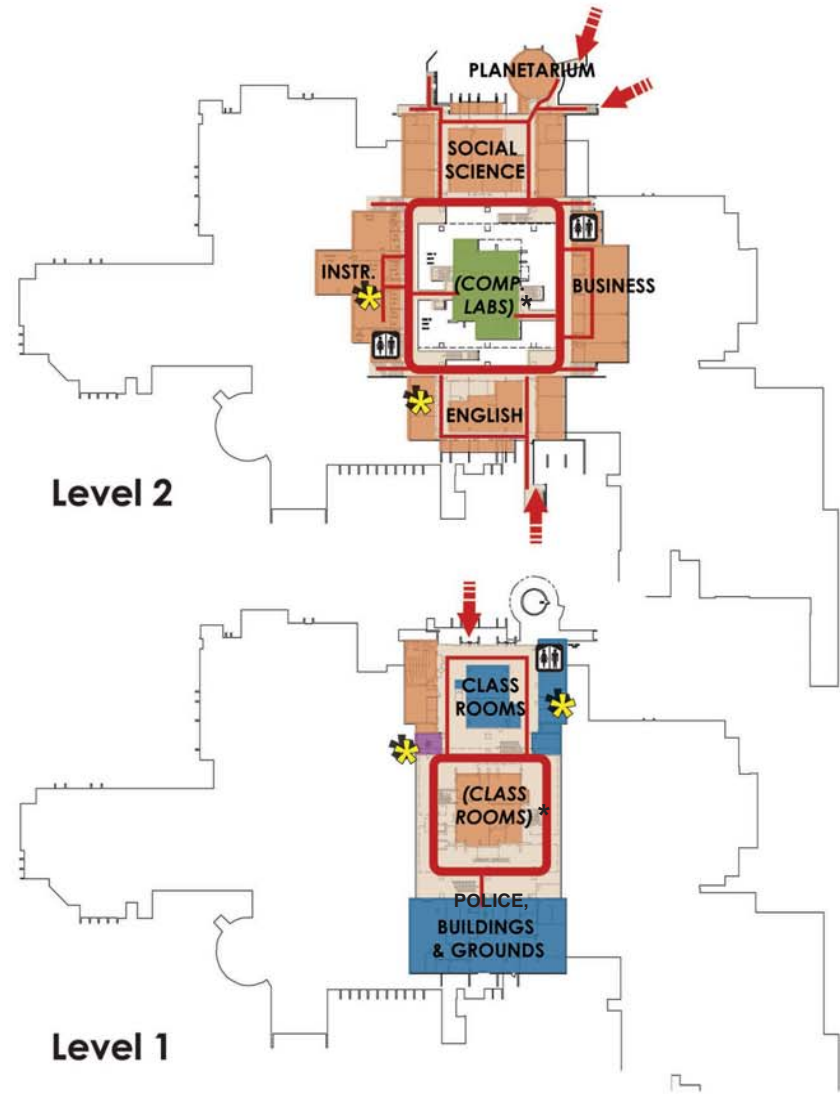 PLANETARIUM
SOCIAL
SCIENCE
INSTR.
(COMP.
LABS) *
BUSINESS
ENGLISH
Level 2
CLASS
ROOMS
(CLASS
ROOMS) *
POLICE,
BUILDINGS
& GROUNDS
Level 1